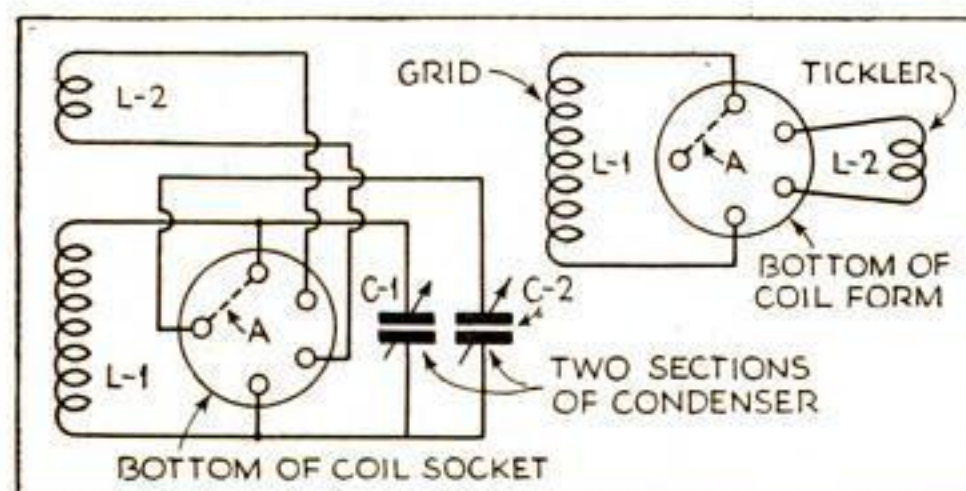 L-2
L-1
A
C-1
C-2
TWO SECTIONS
OF CONDENSER
BOTTOM OF COIL SOCKET
GRID
TICKLER
L-1
A
L-2
BOTTOM OF
COIL FORM